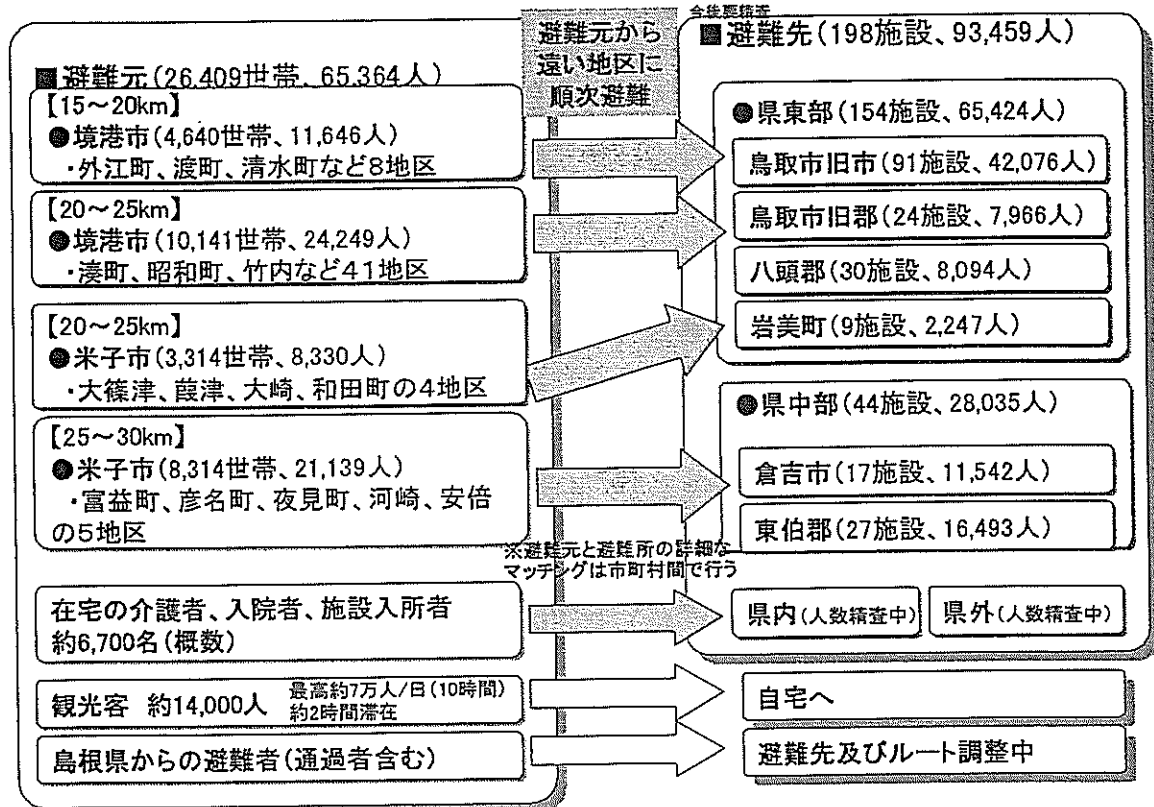 避難元から
遠い地区に
順次避難
今後要精査
■避難元(26,409世帯、65,364人)
【15～20km】
●境港市(4,640世帯、11,646人)
・外江町、渡町、清水町など8地区
【20～25km】
●境港市(10,141世帯、24,249人)
・湊町、昭和町、竹内など41地区
【20～25km】
●米子市(3,314世帯、8,330人)
・大篠津、葭津、大崎、和田町の4地区
【25～30km】
●米子市(8,314世帯、21,139人)
・富益町、彦名町、夜見町、河崎、安倍
の5地区
※避難元と避難所の詳細な
マッチングは市町村間で行う
在宅の介護者、入院者、施設入所者
約6,700名(概数)
観光客 約14,000人
最高約7万人/日(10時間)
約2時間滞在
島根県からの避難者(通過者含む)
■避難先(198施設、93,459人)
●県東部(154施設、65,424人)
鳥取市旧市(91施設、42,076人)
鳥取市旧郡(24施設、7,966人)
八頭郡(30施設、8,094人)
岩美町(9施設、2,247人)
●県中部(44施設、28,035人)
倉吉市(17施設、11,542人)
東伯郡(27施設、16,493人)
県内(人数精査中)
県外(人数精査中)
自宅へ
避難先及びルート調整中